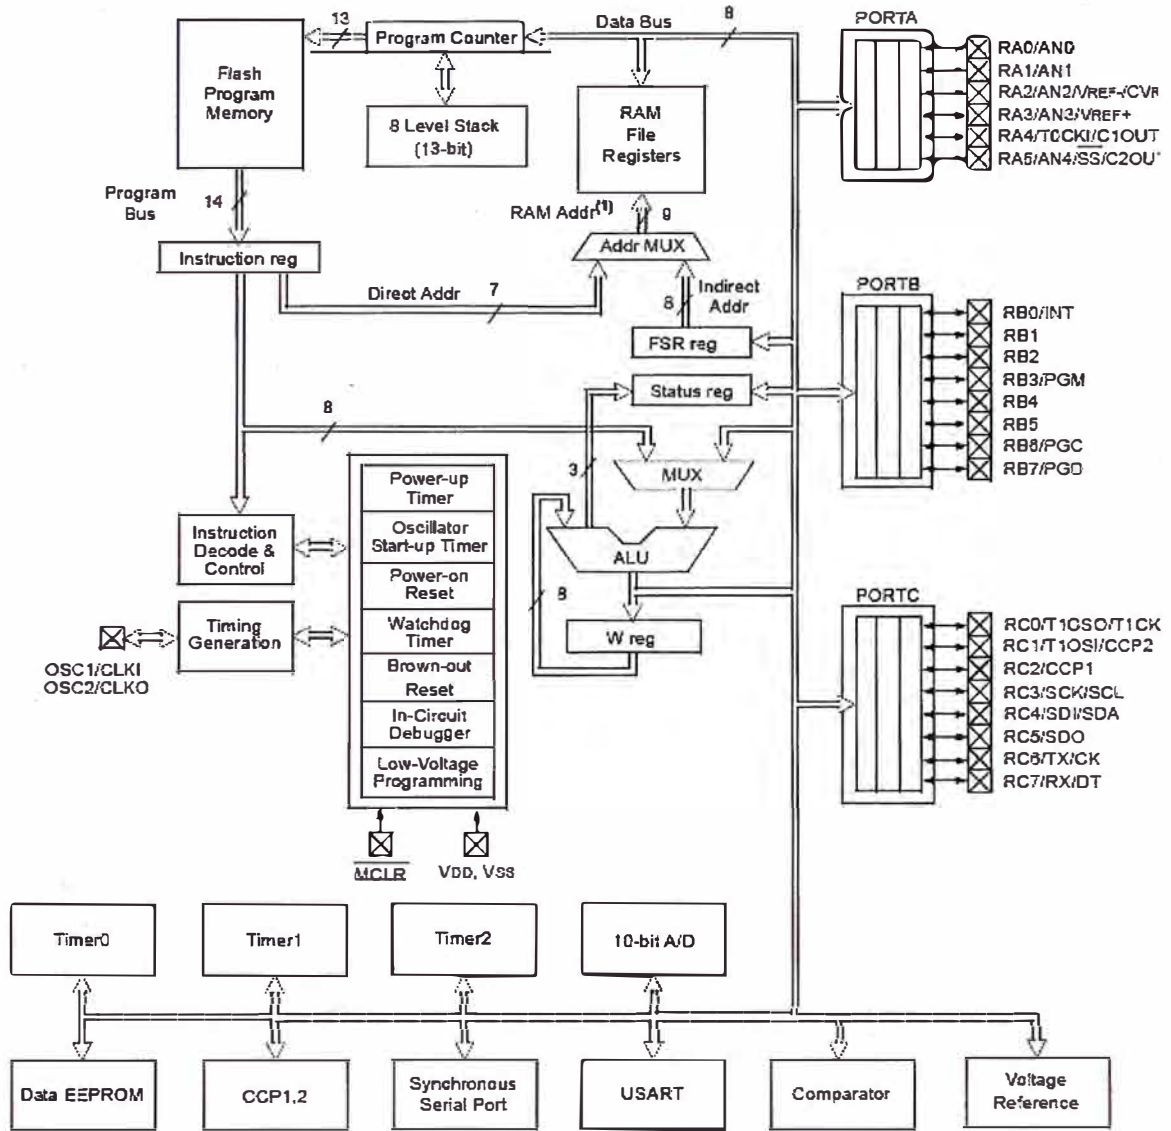 13
Program Counter
Data Bus
8
PORTA
Flash
Program
Memory
8 Level Stack
(13-bit)
RAM
File
Registers
RA0/AN0
RA1/AN1
RA2/AN2/VREF-/CVR
RA3/AN3/VREF+
RA4/T0CKI/C1OUT
RA5/AN4/SS/C2OU
Program
Bus
14
RAM Addr(1)
9
Instruction reg
Addr MUX
Direct Addr
7
8
Indirect
Addr
FSR reg
Status reg
PORTB
RB0/INT
RB1
RB2
RB3/PGM
RB4
RB5
RB6/PGC
RB7/PGD
8
3
MUX
Power-up
Timer
Oscillator
Start-up Timer
Power-on
Reset
Watchdog
Timer
Brown-out
Reset
In-Circuit
Debugger
Low-Voltage
Programming
Instruction
Decode &
Control
Timing
Generation
OSC1/CLKI
OSC2/CLKO
ALU
8
W reg
PORTC
RC0/T1OSO/T1CK
RC1/T1OSI/CCP2
RC2/CCP1
RC3/SCK/SCL
RC4/SDI/SDA
RC5/SDO
RC6/TX/CK
RC7/RX/DT
MCLR
VDD, VSS
Timer0
Timer1
Timer2
10-bit A/D
Data EEPROM
CCP1,2
Synchronous
Serial Port
USART
Comparator
Voltage
Reference